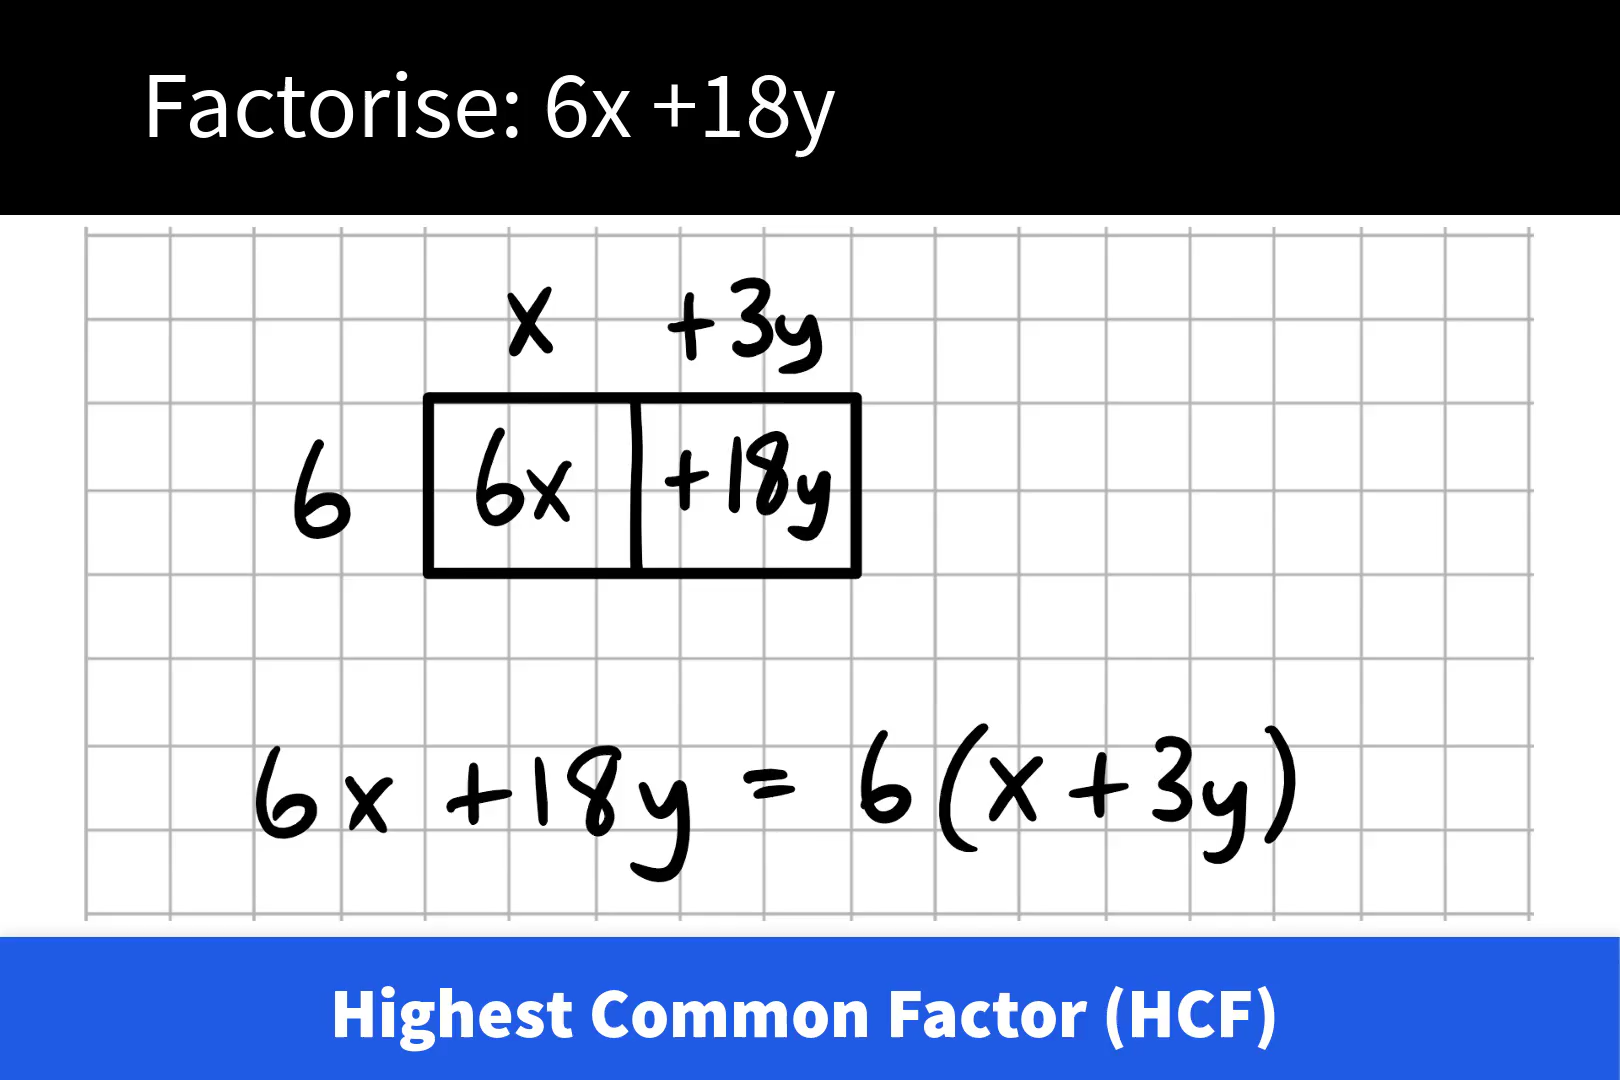 Factorise: 6x +18y
x +3y
6 6x +18y
6x +18y = 6(x+3y)
Highest Common Factor (HCF)